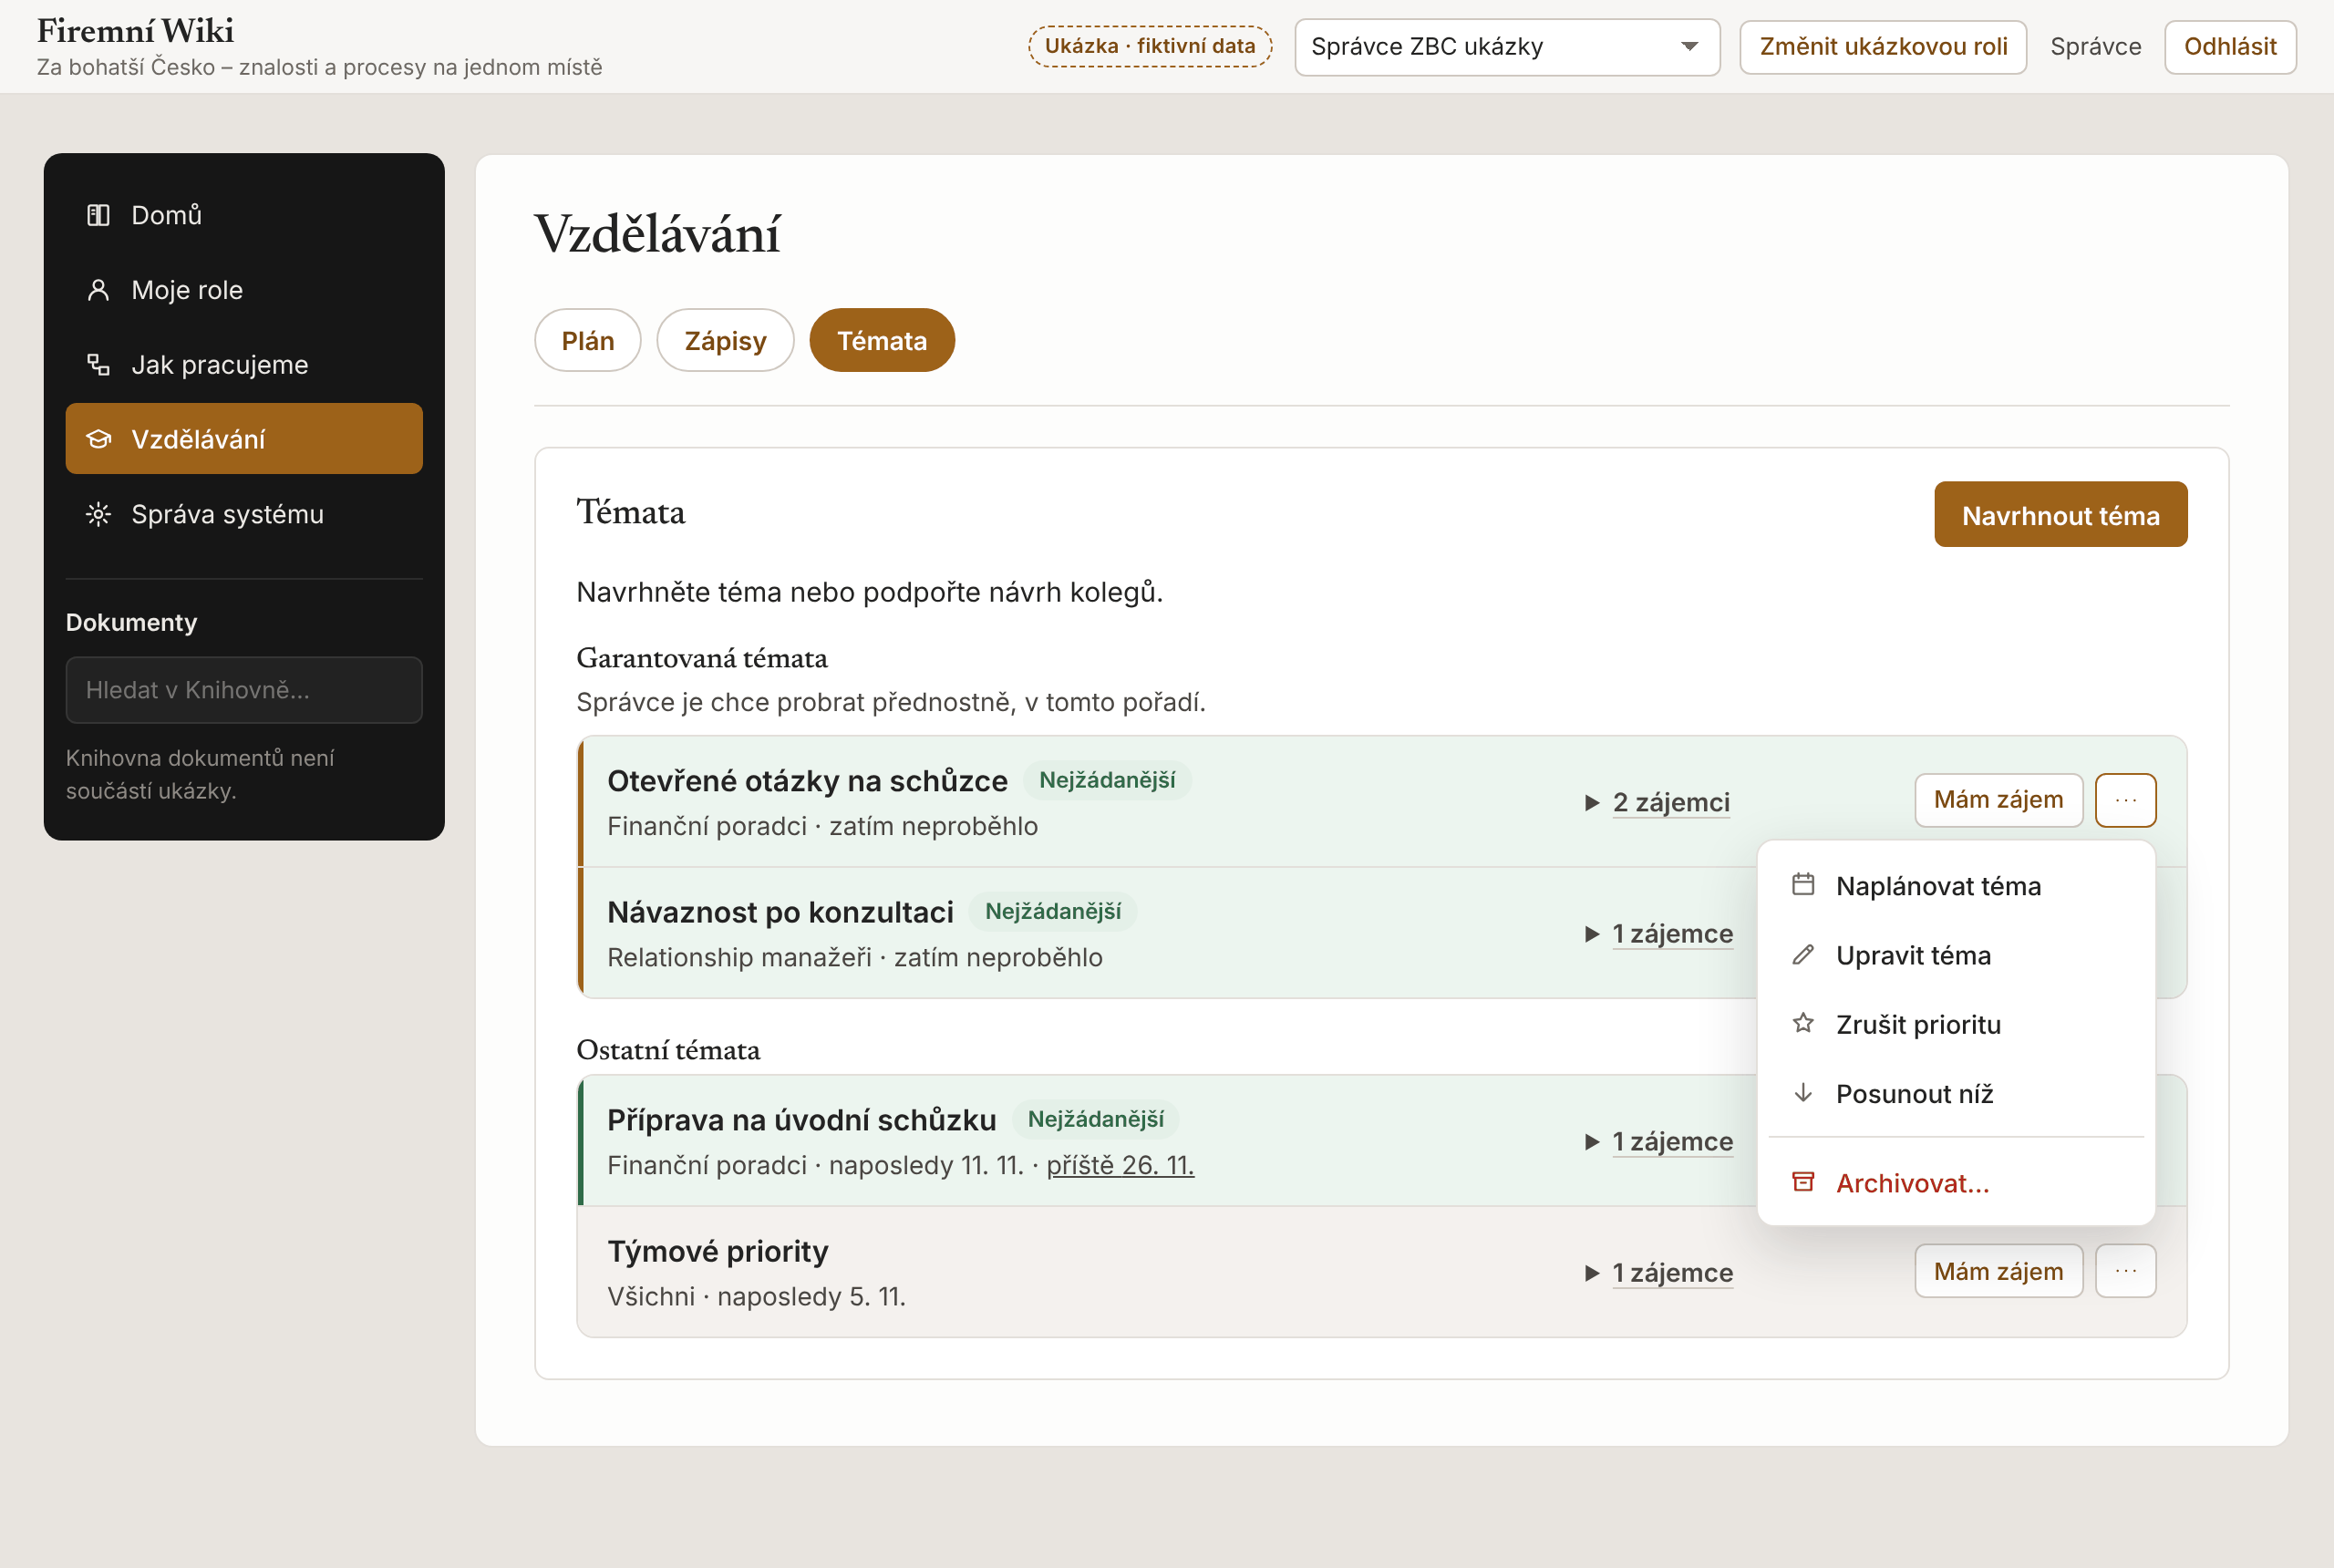 Firemní Wiki
Za bohatší Česko – znalosti a procesy na jednom místě
Ukázka · fiktivní data
Správce ZBC ukázky
Změnit ukázkovou roli
Správce
Odhlásit
Domů
Moje role
Jak pracujeme
Vzdělávání
Správa systému
Dokumenty
Hledat v Knihovně...
Knihovna dokumentů není
součástí ukázky.
Vzdělávání
Plán
Zápisy
Témata
Témata
Navrhnout téma
Navrhněte téma nebo podpořte návrh kolegů.
Garantovaná témata
Správce je chce probrat přednostně, v tomto pořadí.
Otevřené otázky na schůzce
Nejžádanější
Finanční poradci · zatím neproběhlo
2 zájemci
Mám zájem
...
Návaznost po konzultaci
Nejžádanější
Relationship manažeři · zatím neproběhlo
1 zájemce
Naplánovat téma
Upravit téma
Zrušit prioritu
Posunout níž
Archivovat...
Ostatní témata
Příprava na úvodní schůzku
Nejžádanější
Finanční poradci · naposledy 11. 11. · příště 26. 11.
1 zájemce
Týmové priority
Všichni · naposledy 5. 11.
1 zájemce
Mám zájem
...